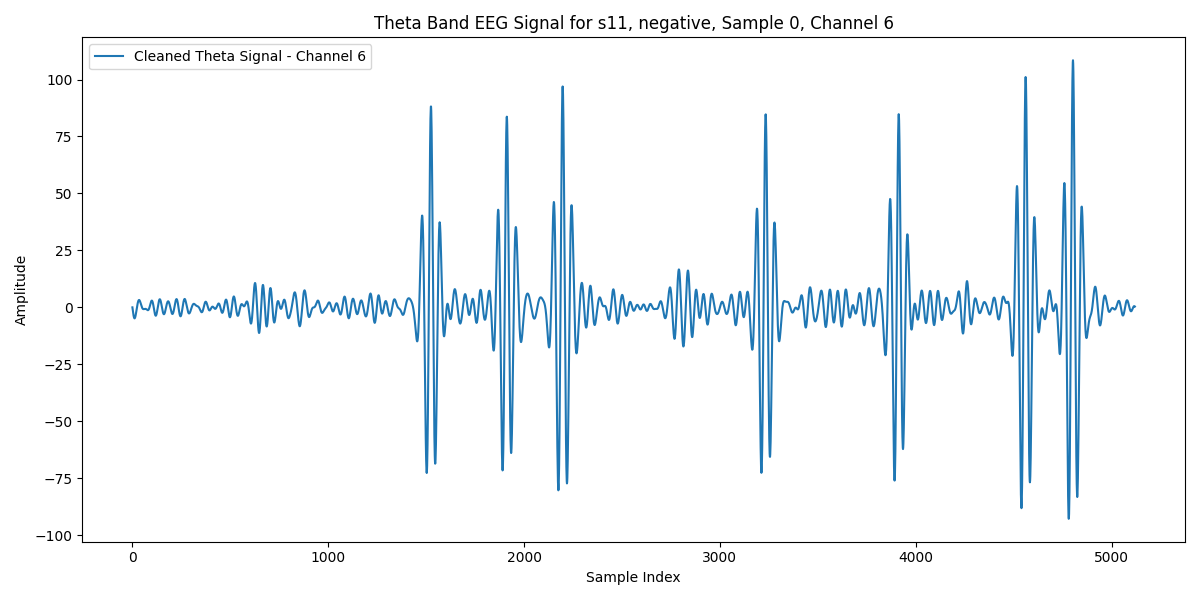 Theta Band EEG Signal for s11, negative, Sample 0, Channel 6
Cleaned Theta Signal - Channel 6
Amplitude
100
75
50
25
0
−25
−50
−75
−100
0 1000 2000 3000 4000 5000
Sample Index